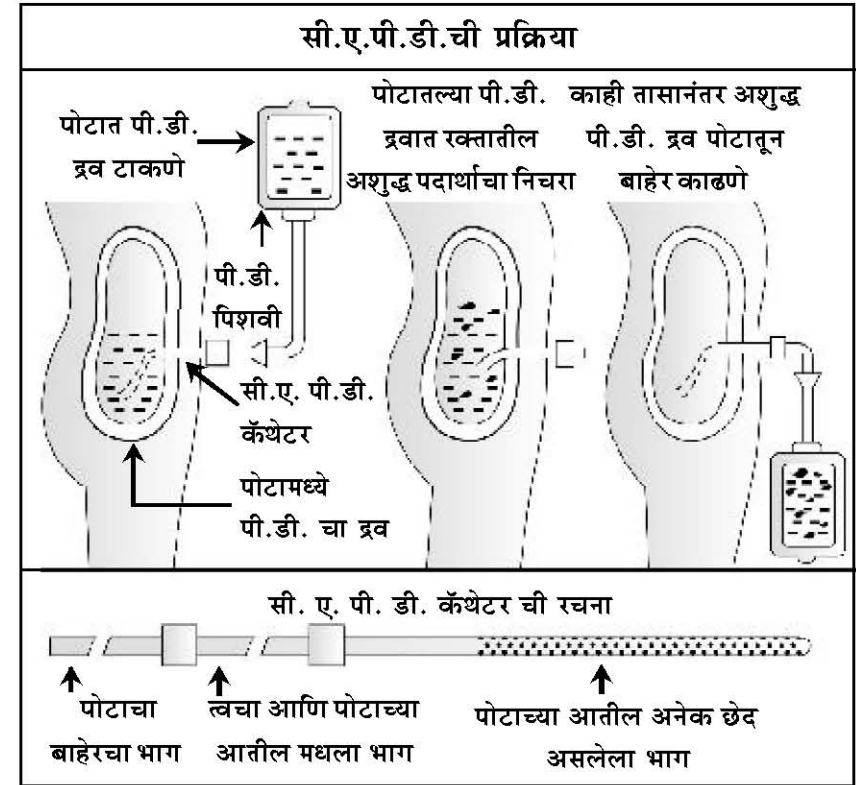 सी.ए.पी.डी.ची प्रक्रिया
पोटात पी.डी.
द्रव टाकणे
पोटातल्या पी.डी.
द्रवात रक्तातील
अशुद्ध पदार्थाचा निचरा
काही तासानंतर अशुद्ध
पी.डी. द्रव पोटातून
बाहेर काढणे
पी.डी.
पिशवी
सी.ए. पी.डी.
कॅथेटर
पोटामध्ये
पी.डी. चा द्रव
सी. ए. पी. डी. कॅथेटर ची रचना
पोटाचा
बाहेरचा भाग
त्वचा आणि पोटाच्या
आतील मधला भाग
पोटाच्या आतील अनेक छेद
असलेला भाग